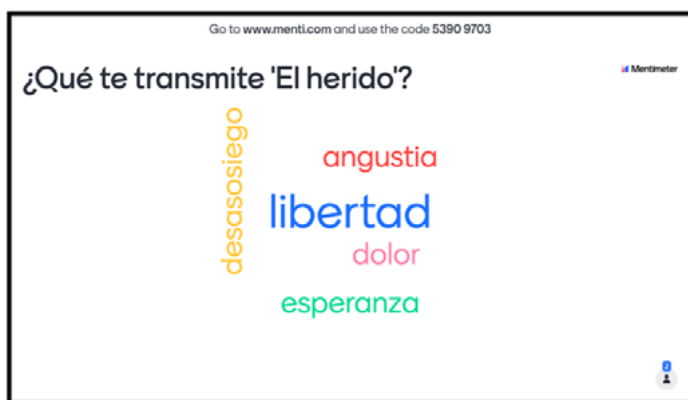 Go to www.menti.com and use the code 5390 9703
¿Qué te transmite 'El herido'?
Mentimeter
desasosiego
angustia
libertad
dolor
esperanza
2